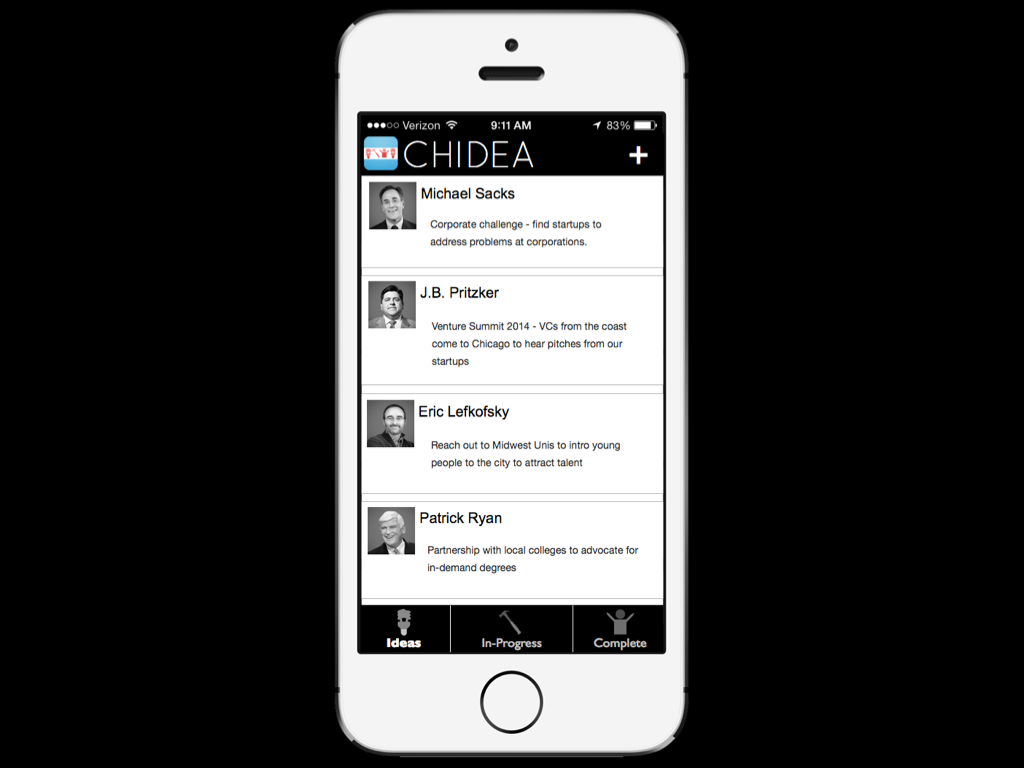 Verizon 9:11 AM 83%
CHIDEA +
Michael Sacks
Corporate challenge - find startups to
address problems at corporations.
J.B. Pritzker
Venture Summit 2014 - VCs from the coast
come to Chicago to hear pitches from our
startups
Eric Lefkofsky
Reach out to Midwest Unis to intro young
people to the city to attract talent
Patrick Ryan
Partnership with local colleges to advocate for
in-demand degrees
Ideas In-Progress Complete